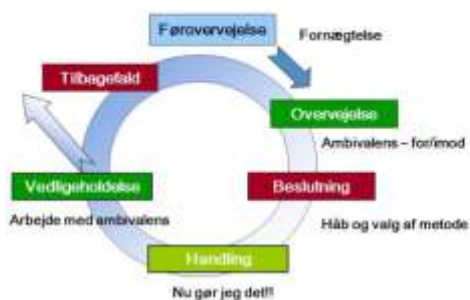 Førovervejelse
Fornægtelse
Tilbagefald
Overvejelse
Ambivalens – for/imod
Vedligeholdelse
Beslutning
Arbejde med ambivalens
Håb og valg af metode
Handling
Nu gør jeg det!!